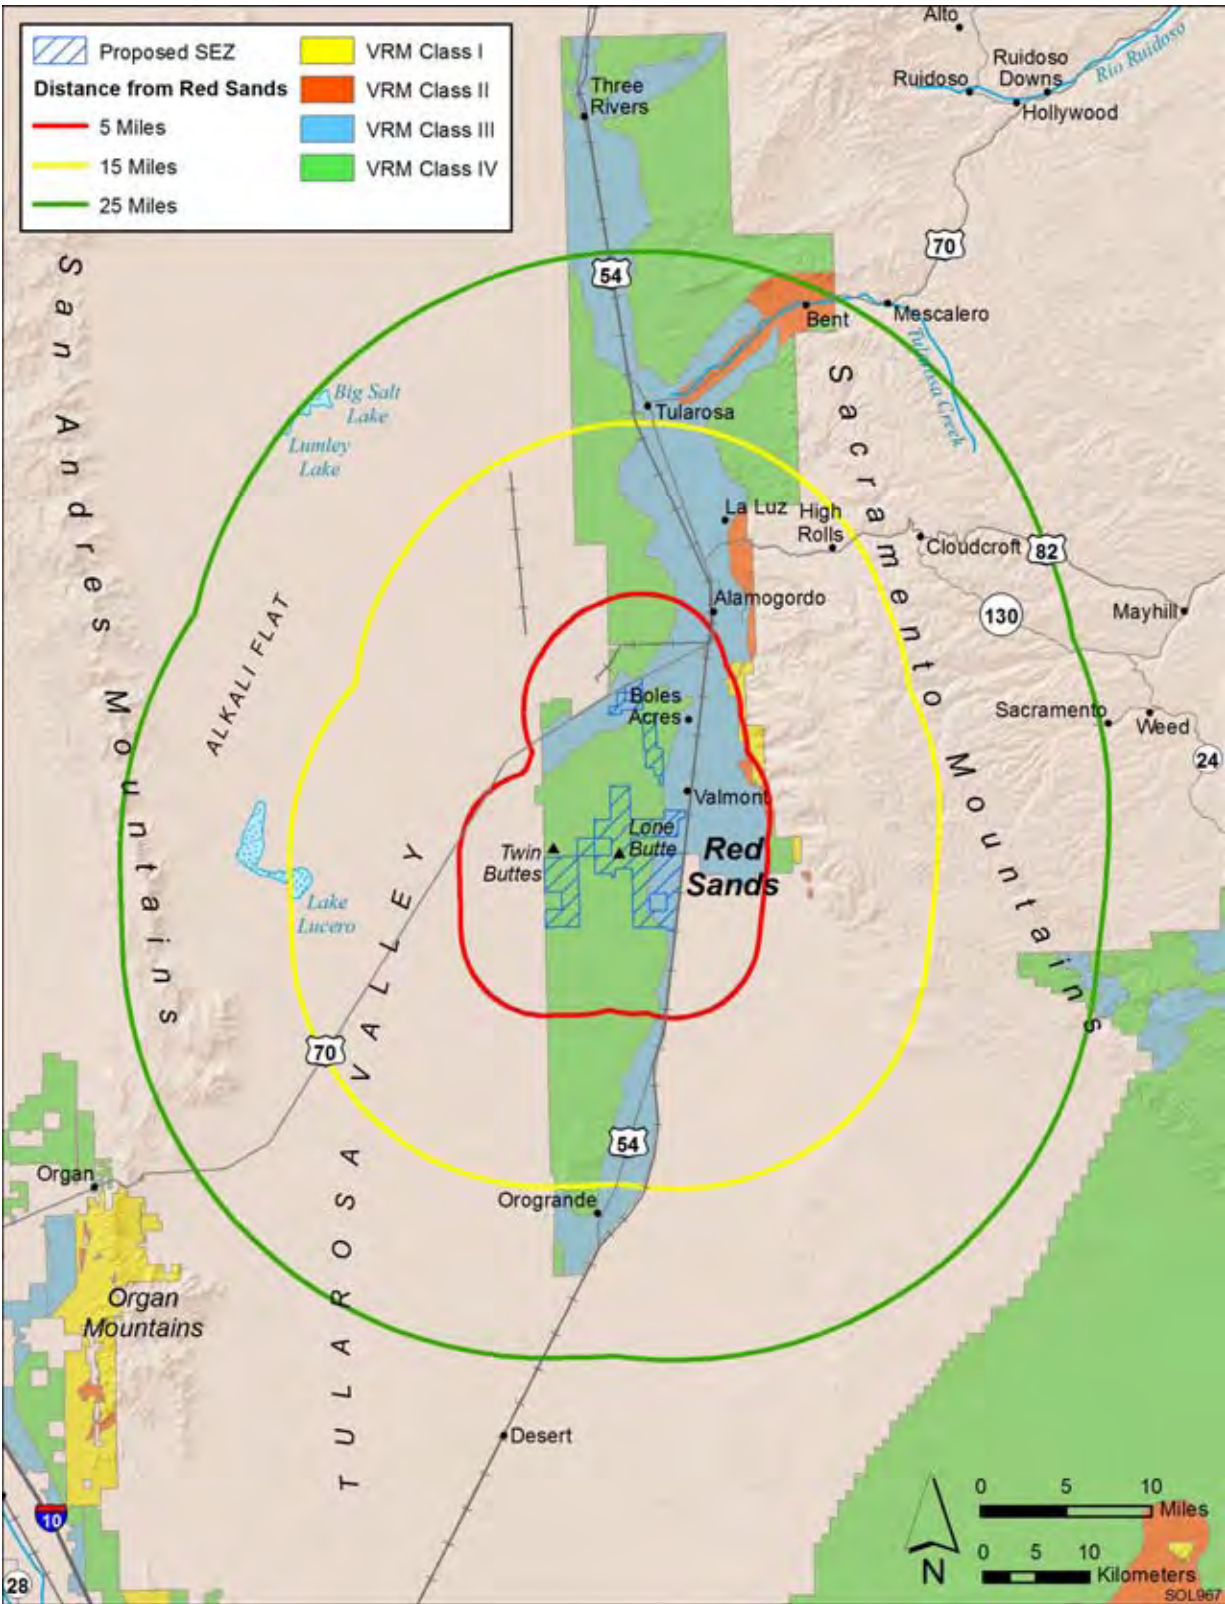 Proposed SEZ
Distance from Red Sands
5 Miles
15 Miles
25 Miles
VRM Class I
VRM Class II
VRM Class III
VRM Class IV
Alto
Ruidoso
Ruidoso
Downs
Rio Ruidoso
Hollywood
Three
Rivers
70
54
San Andres Mountains
Bent
Mescalero
Tularosa Creek
Sacramento Mountains
Big Salt
Lake
Lumley
Lake
Tularosa
La Luz
High
Rolls
Cloudcroft
82
130
Mayhill
Alamogordo
ALKALI FLAT
Boles
Acres
Sacramento
Weed
24
Valmont
Lone
Butte
Twin
Buttes
Red
Sands
Lake
Lucero
TULAROSA VALLEY
70
54
Organ
Orogrande
Organ
Mountains
Desert
10
28
N
0 5 10
Miles
0 5 10
Kilometers
SOL967